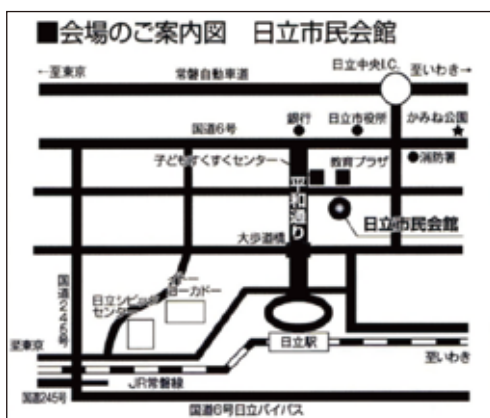 ■会場のご案内図 日立市民会館
日立中央I.C.
←至東京
常磐自動車道
至いわき→
銀行
日立市役所
かみね公園
国道6号
子どもすくすくセンター
教育プラザ
●消防署
平和通り
日立市民会館
大歩道橋
国道245号
日立シビックセンター
ヨーカドー
日立駅
至東京
至いわき
JR常磐線
国道245号
国道6号日立バイパス